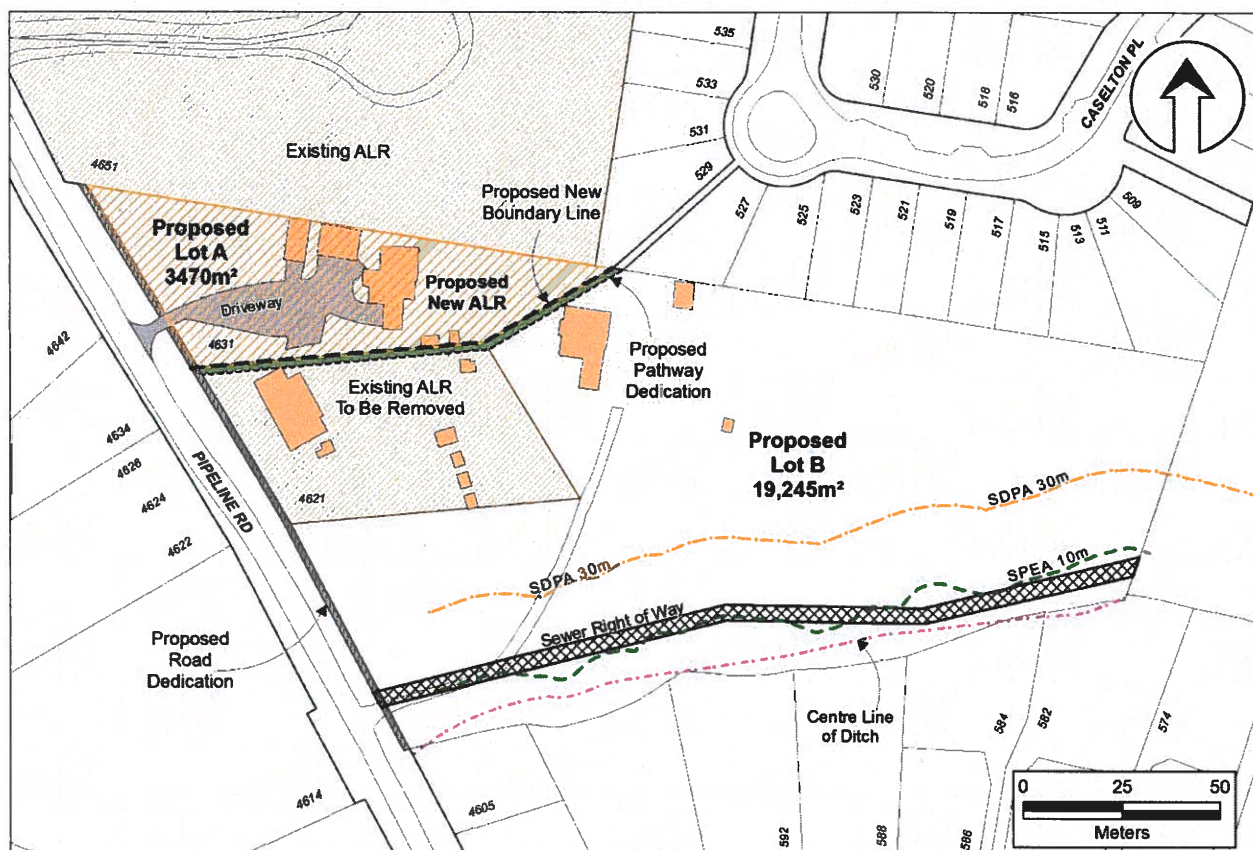 535
533
531
529
530
520
518
516
CASELTON PL
527
525
523
521
519
517
515
513
511
509
4651
Existing ALR
Proposed New
Boundary Line
Proposed
Lot A
3470m²
Driveway
Proposed
New ALR
4631
4642
Proposed
Pathway
Dedication
Existing ALR
To Be Removed
4634
4626
4624
4622
PIPELINE RD
4621
Proposed
Lot B
19,245m²
SDPA 30m
SDPA 30m
SPEA 10m
Sewer Right of Way
Proposed
Road
Dedication
Centre Line
of Ditch
4614
4605
592
588
586
584
582
574
0 25 50
Meters